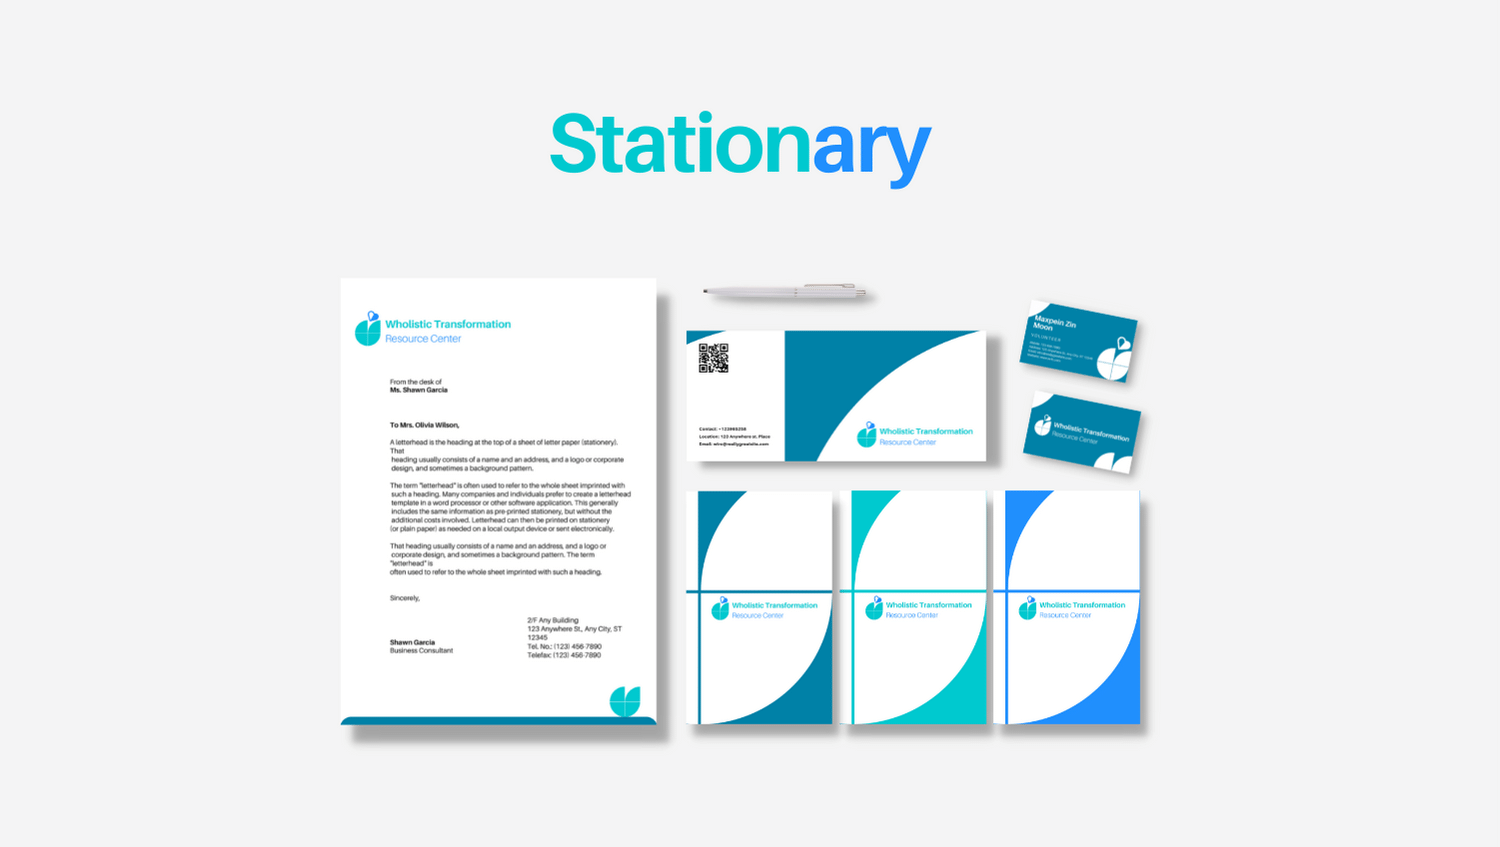 Stationary
Wholistic Transformation
Resource Center
From the desk of
Ms. Shawn Garcia
To Mrs. Olivia Wilson,
A letterhead is the heading at the top of a sheet of letter paper (stationery).
That
heading usually consists of a name and an address, and a logo or corporate
design, and sometimes a background pattern.
The term "letterhead" is often used to refer to the whole sheet imprinted with
such a heading. Many companies and individuals prefer to create a letterhead
template in a word processor or other software application. This generally
includes the same information as pre-printed stationery, but without the
additional costs involved. Letterhead can then be printed on stationery
(or plain paper) as needed on a local output device or sent electronically.
That heading usually consists of a name and an address, and a logo or
corporate design, and sometimes a background pattern. The term
"letterhead" is
often used to refer to the whole sheet imprinted with such a heading.
Sincerely,
Shawn Garcia
Business Consultant
2/F Any Building
123 Anywhere St., Any City, ST
12345
Tel. No.: (123) 456-7890
Telefax: (123) 456-7890
Contact:
Location: 123 Anywhere st, Place
Email:
Wholistic Transformation
Resource Center
Maxpein Zin
Moon
VOLUNTEER
Wholistic Transformation
Resource Center
Wholistic Transformation
Resource Center
Wholistic Transformation
Resource Center
Wholistic Transformation
Resource Center